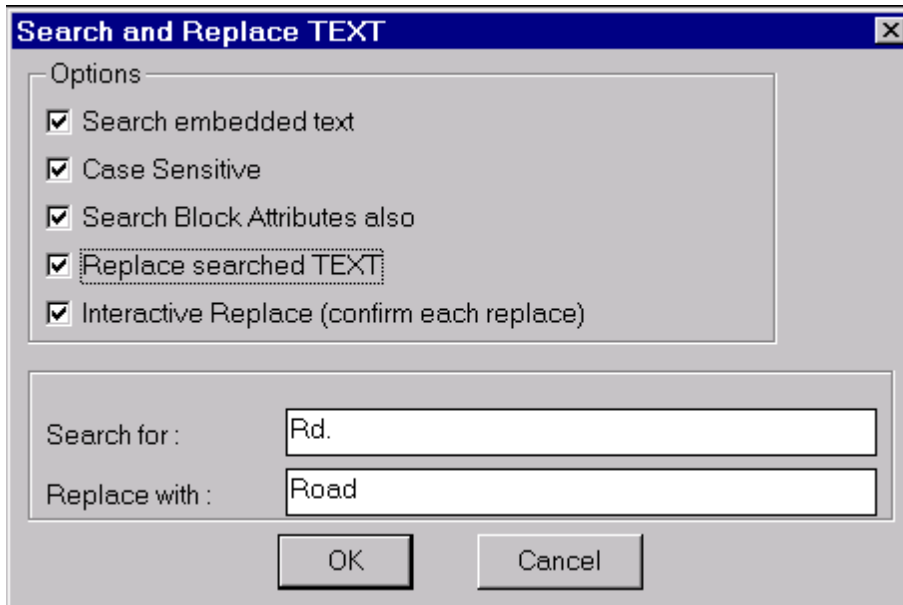 Search and Replace TEXT
Options
Search embedded text
Case Sensitive
Search Block Attributes also
Replace searched TEXT
Interactive Replace (confirm each replace)
Search for :
Rd.
Replace with :
Road
OK
Cancel